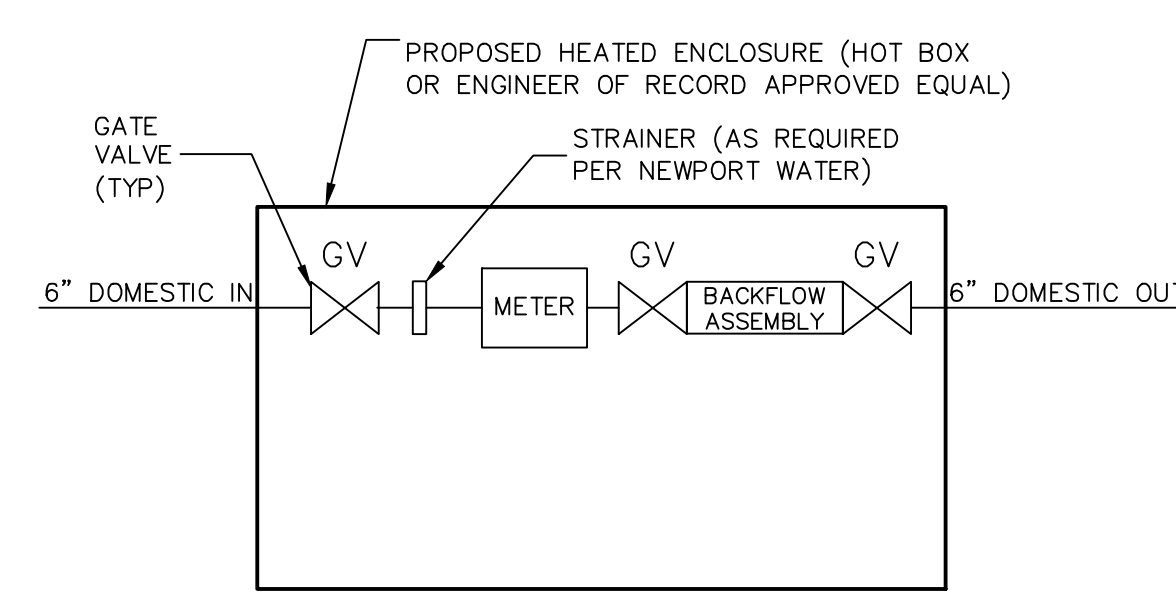 PROPOSED HEATED ENCLOSURE (HOT BOX
OR ENGINEER OF RECORD APPROVED EQUAL)
GATE
VALVE
(TYP)
STRAINER (AS REQUIRED
PER NEWPORT WATER)
GV
GV
GV
6" DOMESTIC IN
METER
BACKFLOW
ASSEMBLY
6" DOMESTIC OUT